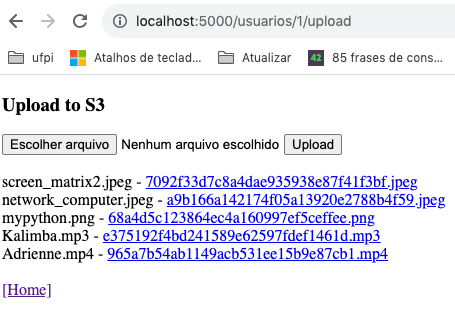 localhost:5000/usuarios/1/upload
ufpi Atalhos de teclad... Atualizar 42 85 frases de cons...
Upload to S3
Escolher arquivo Nenhum arquivo escolhido Upload
screen_matrix2.jpeg - 7092f33d7c8a4dae935938e87f41f3bf.jpeg
network_computer.jpeg - a9b166a142174f05a13920e2788b4f59.jpeg
mypython.png - 68a4d5c123864ec4a160997ef5ceffee.png
Kalimba.mp3 - e375192f4bd241589e62597fdef1461d.mp3
Adrienne.mp4 - 965a7b54ab1149acb531ee15b9e87cb1.mp4
[Home]